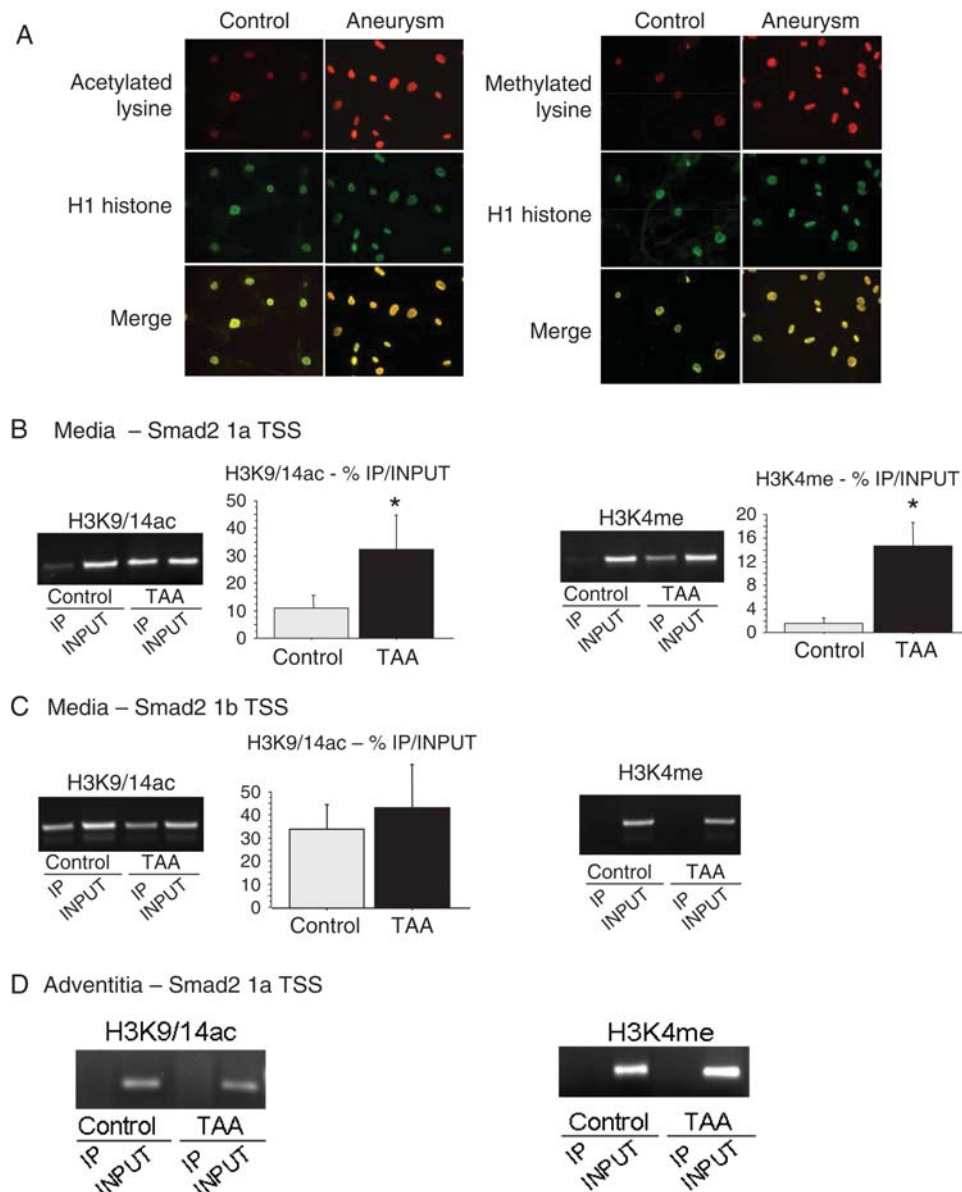 A
Control Aneurysm
Acetylated
lysine
H1 histone
Merge
Control Aneurysm
Methylated
lysine
H1 histone
Merge
B Media – Smad2 1a TSS
H3K9/14ac
Control TAA
IP INPUT IP INPUT
H3K9/14ac - % IP/INPUT
50
40
30
20
10
0
*
Control TAA
H3K4me
Control TAA
IP INPUT IP INPUT
H3K4me - % IP/INPUT
20
16
12
8
4
0
*
Control TAA
C Media – Smad2 1b TSS
H3K9/14ac
Control TAA
IP INPUT IP INPUT
H3K9/14ac – % IP/INPUT
50
40
30
20
10
0
Control TAA
H3K4me
Control TAA
IP INPUT IP INPUT
D Adventitia – Smad2 1a TSS
H3K9/14ac
Control TAA
IP INPUT IP INPUT
H3K4me
Control TAA
IP INPUT IP INPUT